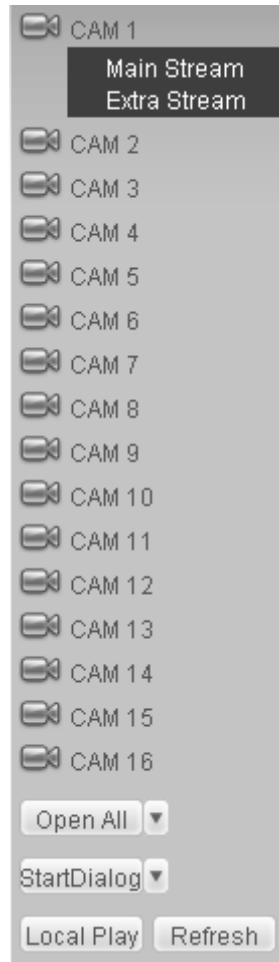 CAM 1
Main Stream
Extra Stream
CAM 2
CAM 3
CAM 4
CAM 5
CAM 6
CAM 7
CAM 8
CAM 9
CAM 10
CAM 11
CAM 12
CAM 13
CAM 14
CAM 15
CAM 16
Open All
StartDialog
Local Play Refresh